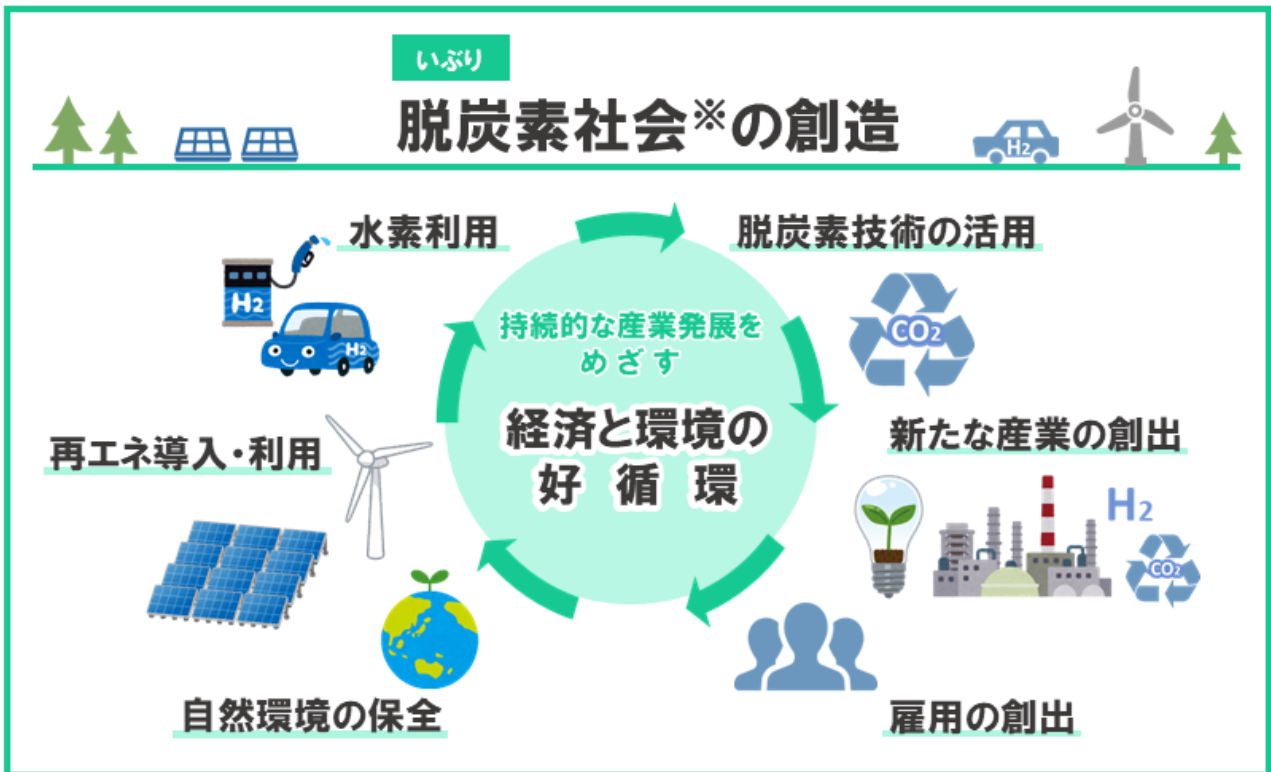 いぶり
脱炭素社会※の創造
H2
水素利用
脱炭素技術の活用
H2
H2
CO2
持続的な産業発展を
めざす
経済と環境の
好循環
再エネ導入・利用
新たな産業の創出
H2
CO2
自然環境の保全
雇用の創出